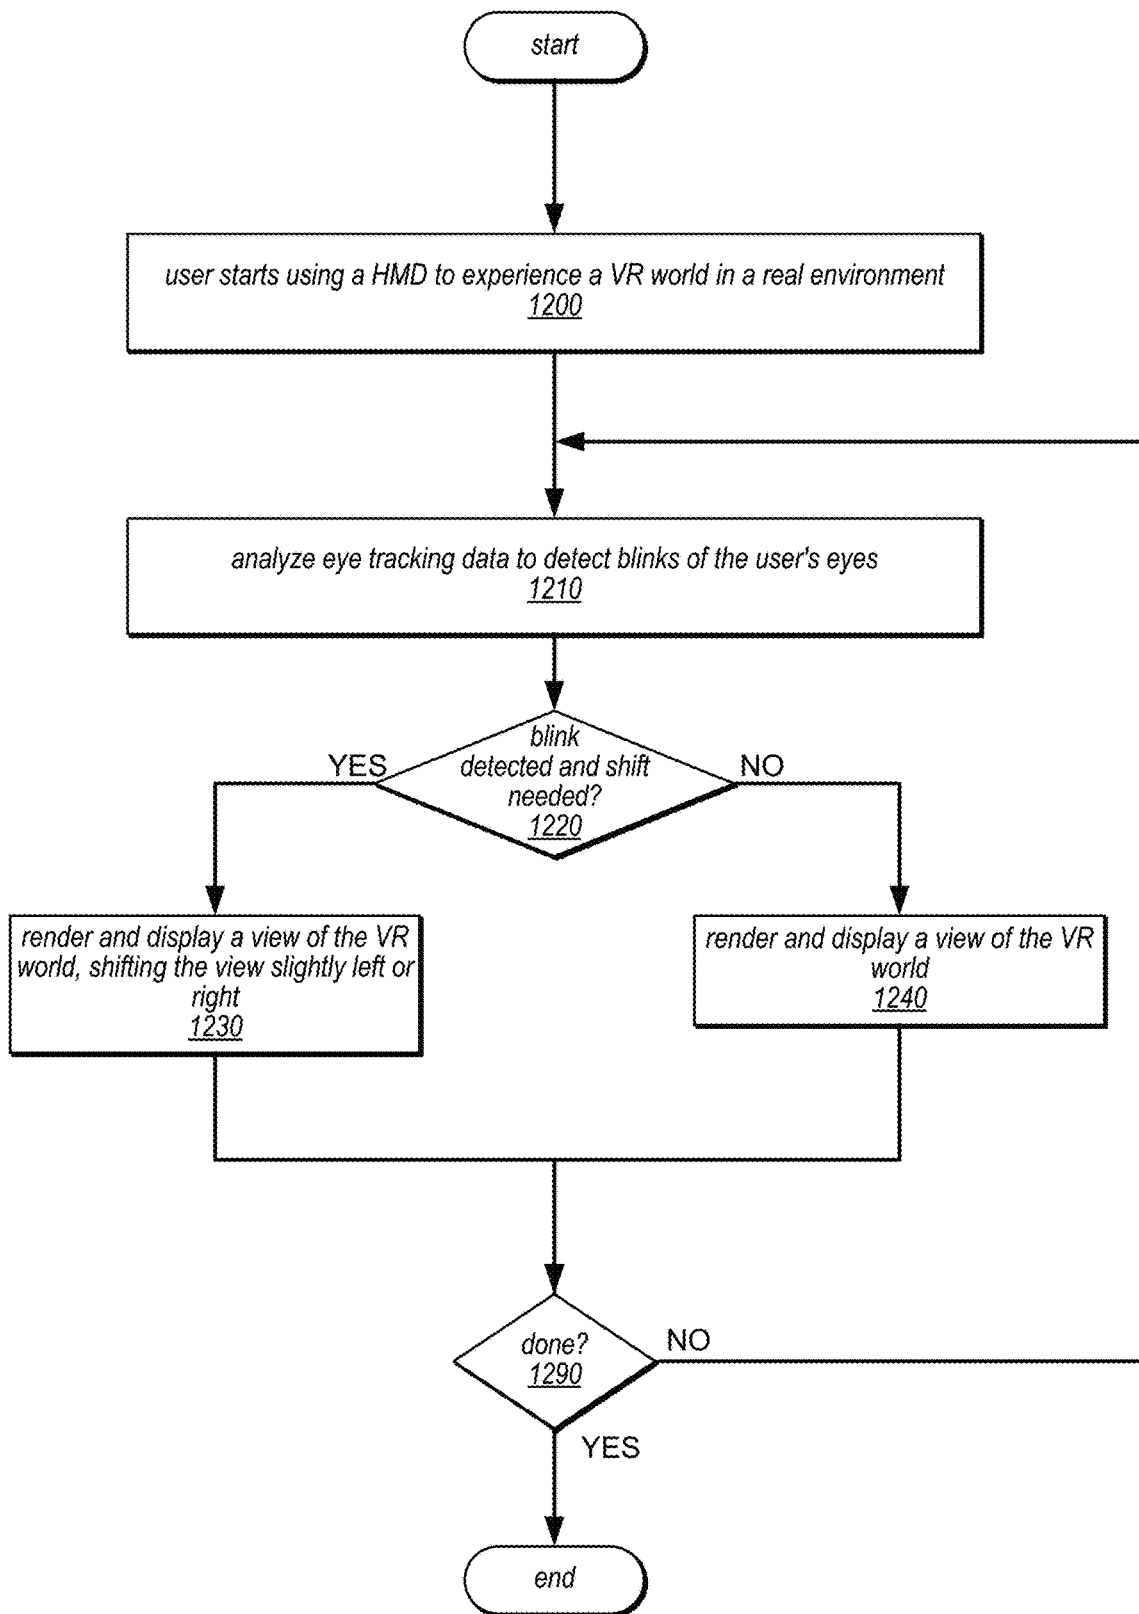 start
user starts using a HMD to experience a VR world in a real environment
1200
analyze eye tracking data to detect blinks of the user's eyes
1210
blink
detected and shift
needed?
1220
YES
NO
render and display a view of the VR
world, shifting the view slightly left or
right
1230
render and display a view of the VR
world
1240
done?
1290
NO
YES
end